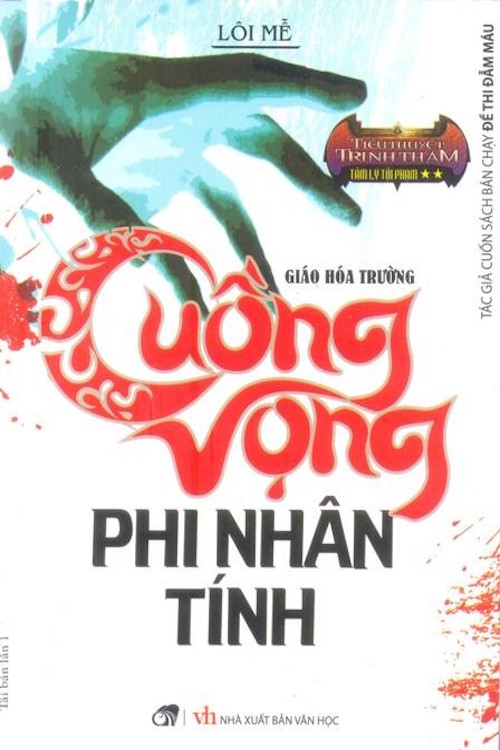 LÔI MỄ
TIỂU THUYẾT
TRINH THÁM
TÂM LÝ TỘI PHẠM ★★
TÁC GIẢ CUỐN SÁCH BÁN CHẠY ĐỀ THI ĐẪM MÁU
GIÁO HÓA TRƯỜNG
Cuồng
vọng
PHI NHÂN
TÍNH
Tái bản lần 1
vh NHÀ XUẤT BẢN VĂN HỌC